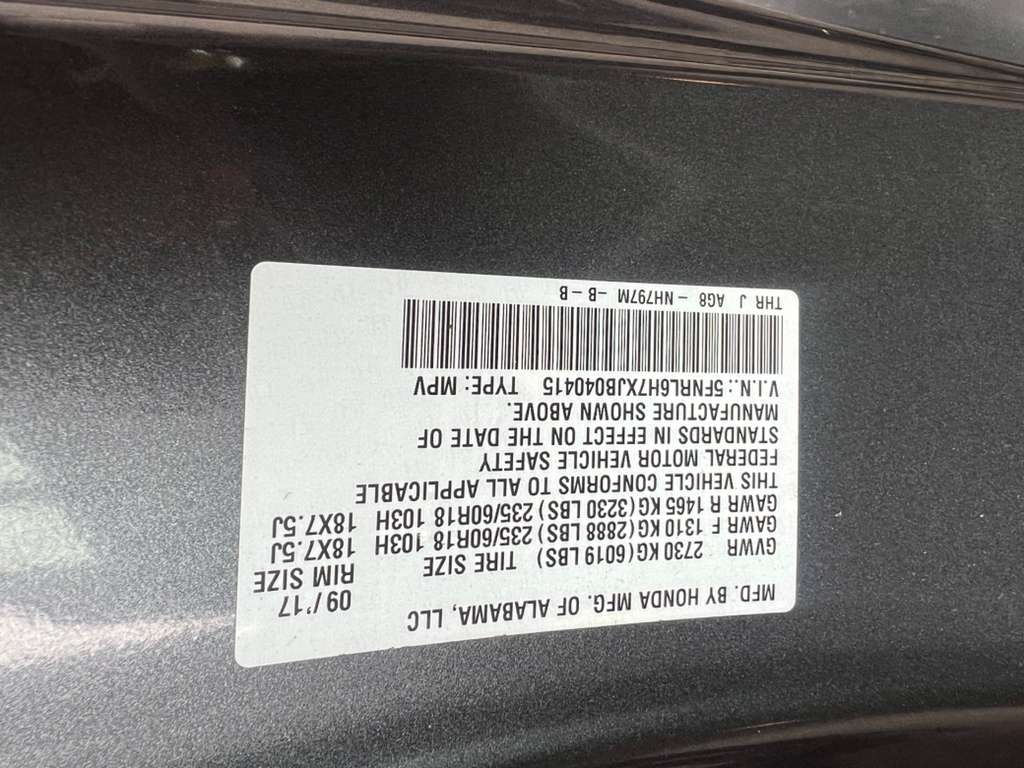 MFD. BY HONDA MFG. OF ALABAMA, LLC 09/'17
GVWR 2730 KG(6019 LBS) TIRE SIZE RIM SIZE
GAWR F 1310 KG(2888 LBS) 235/60R18 103H 18X7.5J
GAWR R 1465 KG(3230 LBS) 235/60R18 103H 18X7.5J
THIS VEHICLE CONFORMS TO ALL APPLICABLE
FEDERAL MOTOR VEHICLE SAFETY
STANDARDS IN EFFECT ON THE DATE OF
MANUFACTURE SHOWN ABOVE.
V.I.N.: 5FNRL6H7XJB040415 TYPE: MPV
THR J AG8 - NH797M -B-B